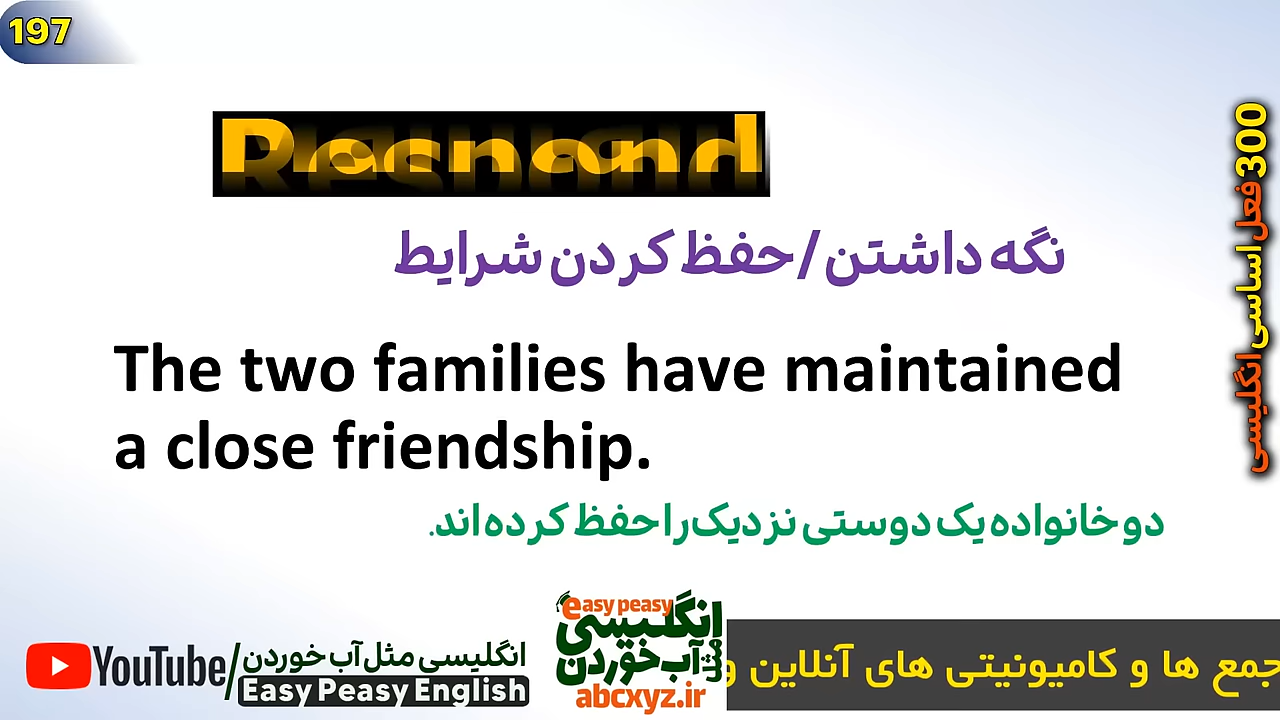 197
Respond
نگه داشتن/حفظ کردن شرایط
The two families have maintained
a close friendship.
دو خانواده یک دوستی نزدیک را حفظ کرده اند.
300 فعل اساسی انگلیسی
YouTube/انگلیسی مثل آب خوردن
Easy Peasy English
easy peasy
انگلیسی
مثل آب خوردن
abcxyz.ir
جمع ها و کامیونیتی های آنلاین و